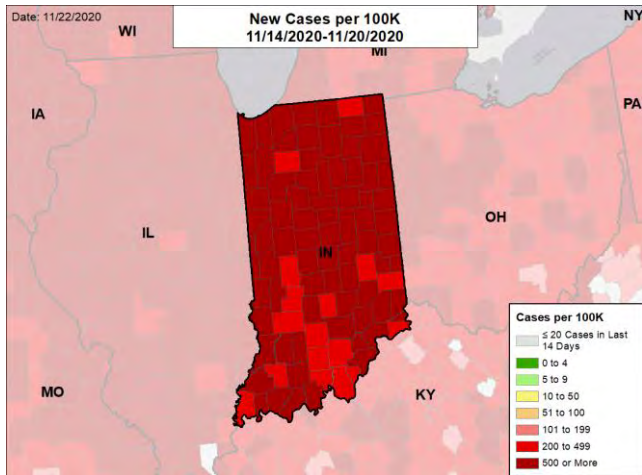 Date: 11/22/2020
New Cases per 100K
11/14/2020-11/20/2020
WI
MI
NY
IA
PA
IL
IN
OH
MO
KY
Cases per 100K
≤ 20 Cases in Last
14 Days
0 to 4
5 to 9
10 to 50
51 to 100
101 to 199
200 to 499
500 or More